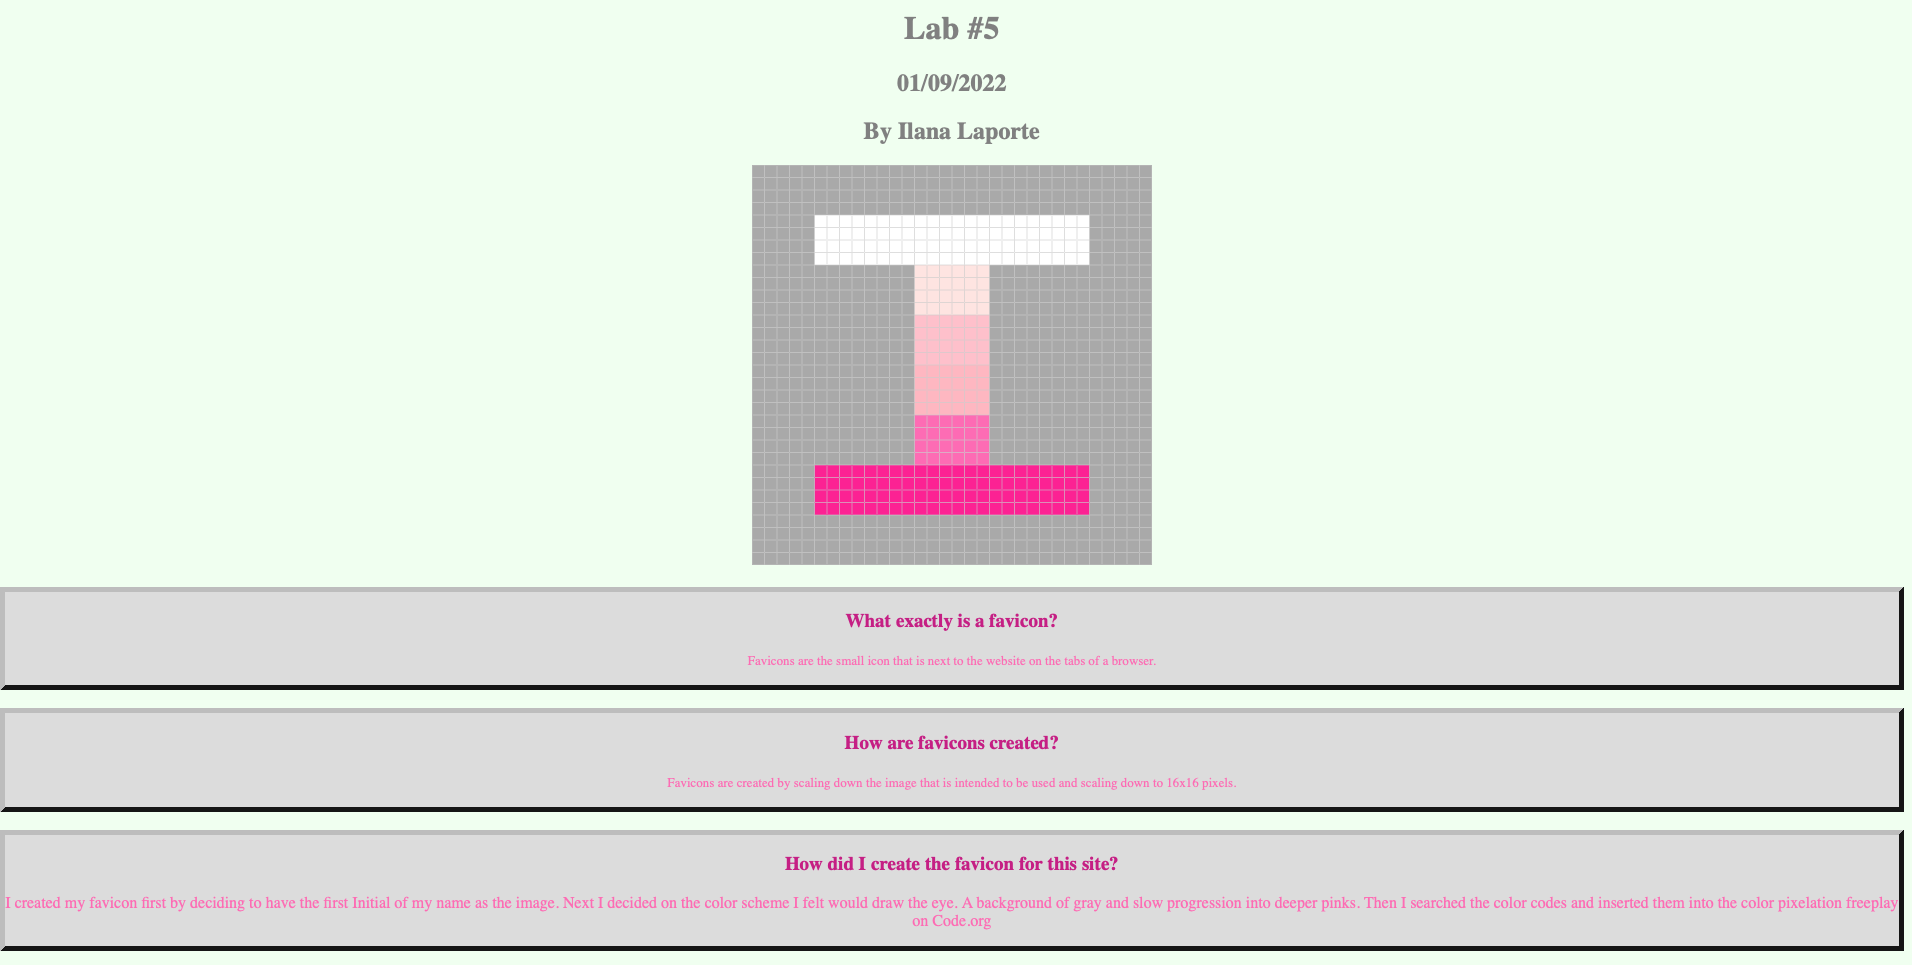 Lab #5
01/09/2022
By Ilana Laporte
What exactly is a favicon?
Favicons are the small icon that is next to the website on the tabs of a browser.
How are favicons created?
Favicons are created by scaling down the image that is intended to be used and scaling down to 16x16 pixels.
How did I create the favicon for this site?
I created my favicon first by deciding to have the first Initial of my name as the image. Next I decided on the color scheme I felt would draw the eye. A background of gray and slow progression into deeper pinks. Then I searched the color codes and inserted them into the color pixelation freeplay
on Code.org